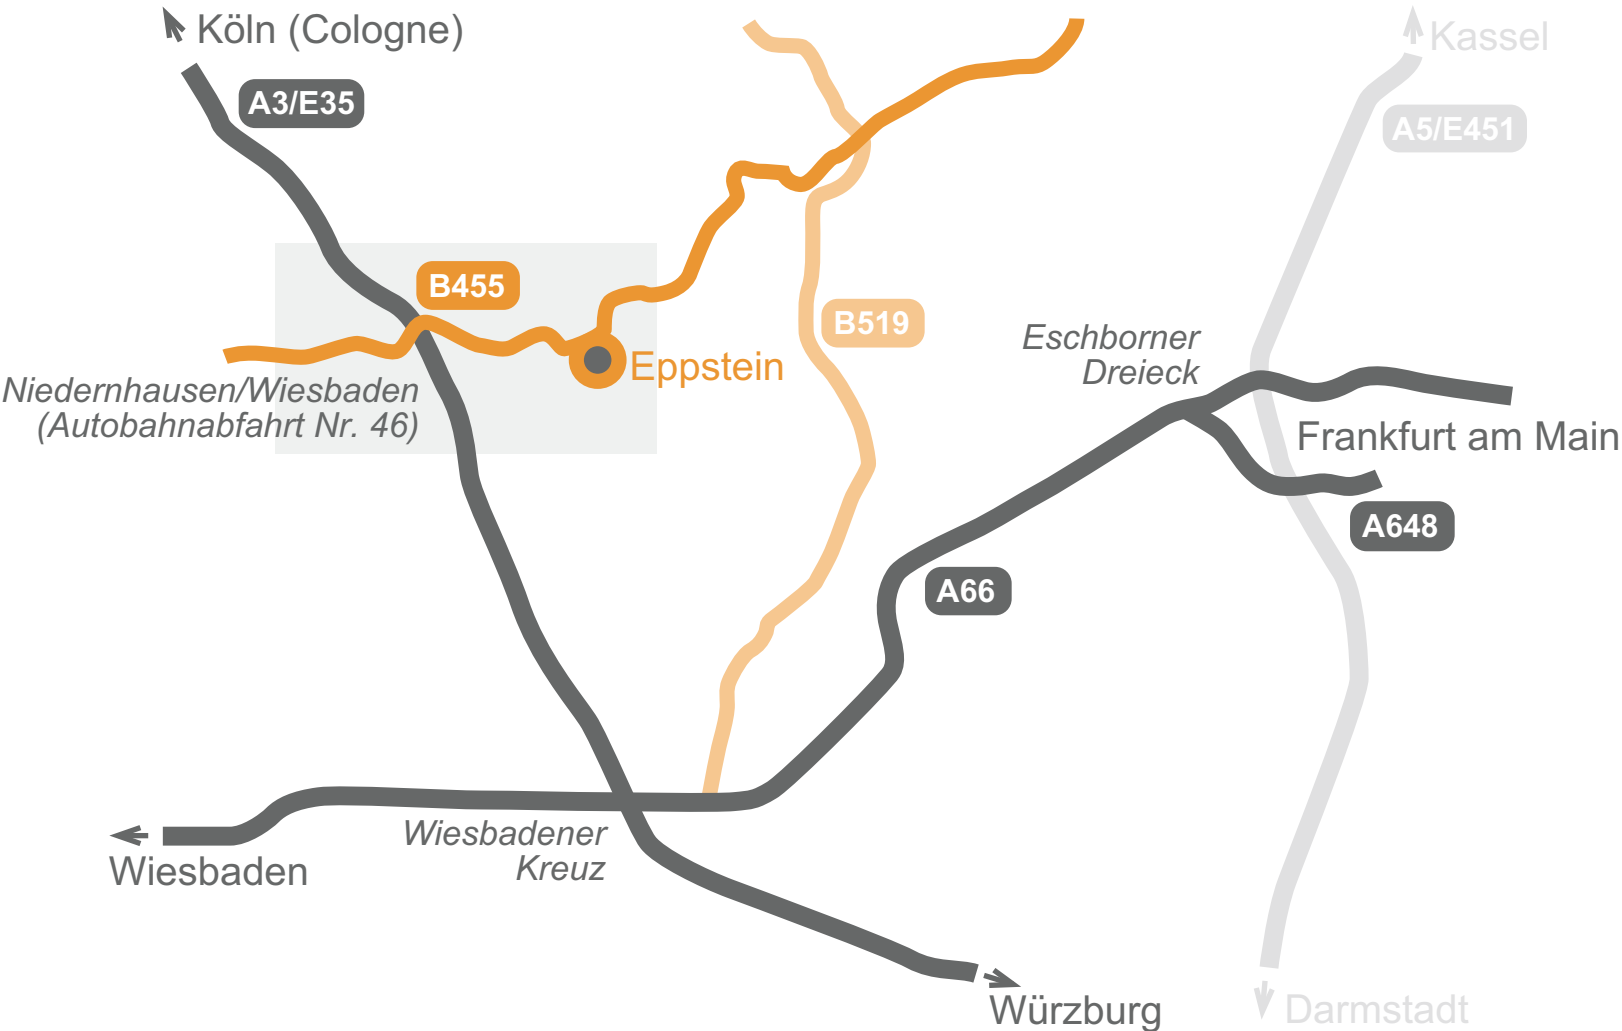 Köln (Cologne)
Kassel
A3/E35
A5/E451
B455
B519
Eschborner
Dreieck
Eppstein
Niedernhausen/Wiesbaden
(Autobahnabfahrt Nr. 46)
Frankfurt am Main
A648
A66
Wiesbadener
Kreuz
Wiesbaden
Würzburg
Darmstadt